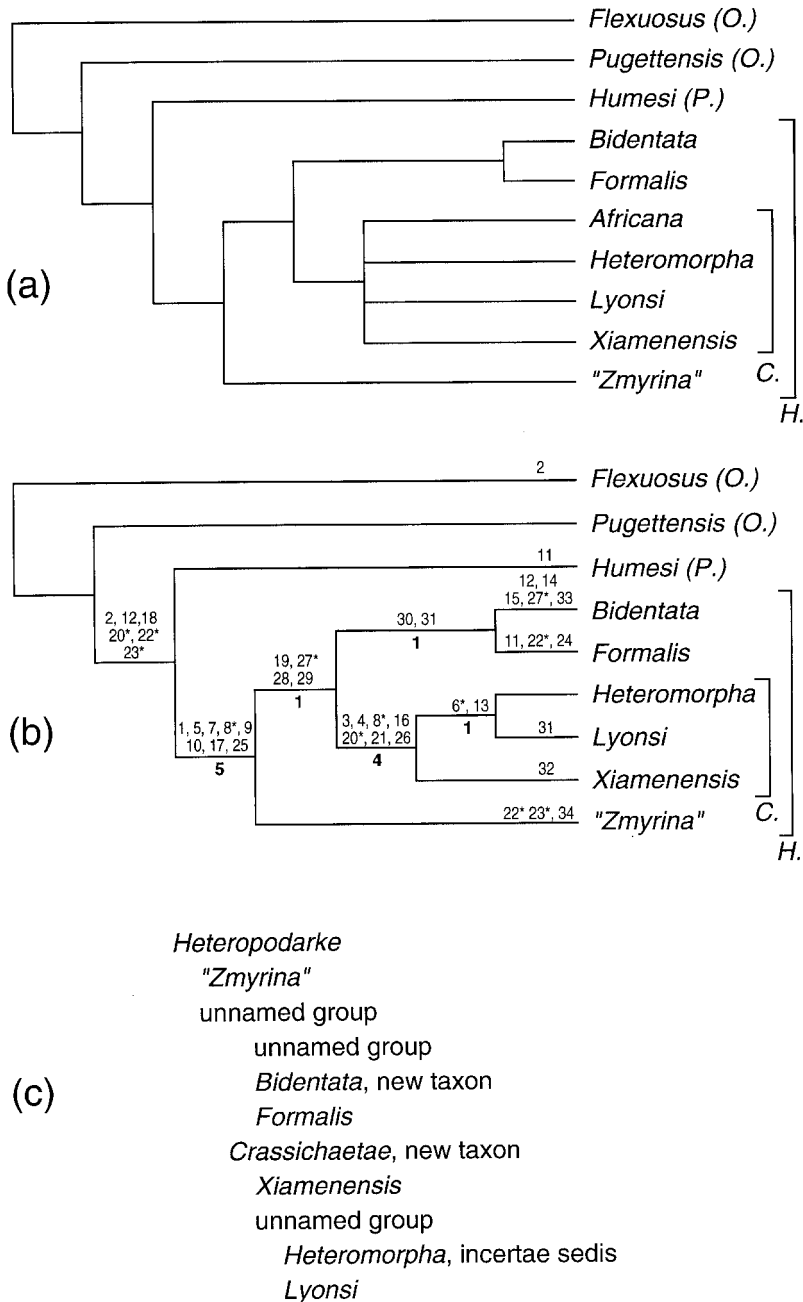 Flexuosus (O.)
Pugettensis (O.)
Humesi (P.)
Bidentata
Formalis
Africana
(a)
Heteromorpha
Lyonsi
Xiamenensis
C.
"Zmyrina"
H.
2
Flexuosus (O.)
Pugettensis (O.)
11
Humesi (P.)
2, 12,18
20*, 22*
23*
12, 14
15, 27*, 33
Bidentata
30, 31
1
11, 22*, 24
Formalis
19, 27*
28, 29
1
Heteromorpha
6*, 13
1
(b)
1, 5, 7, 8*, 9
10, 17, 25
5
3, 4, 8*, 16
20*, 21, 26
4
31
Lyonsi
32
Xiamenensis
C.
22* 23*, 34
"Zmyrina"
H.
Heteropodarke
"Zmyrina"
unnamed group
unnamed group
(c)
Bidentata, new taxon
Formalis
Crassichaetae, new taxon
Xiamenensis
unnamed group
Heteromorpha, incertae sedis
Lyonsi